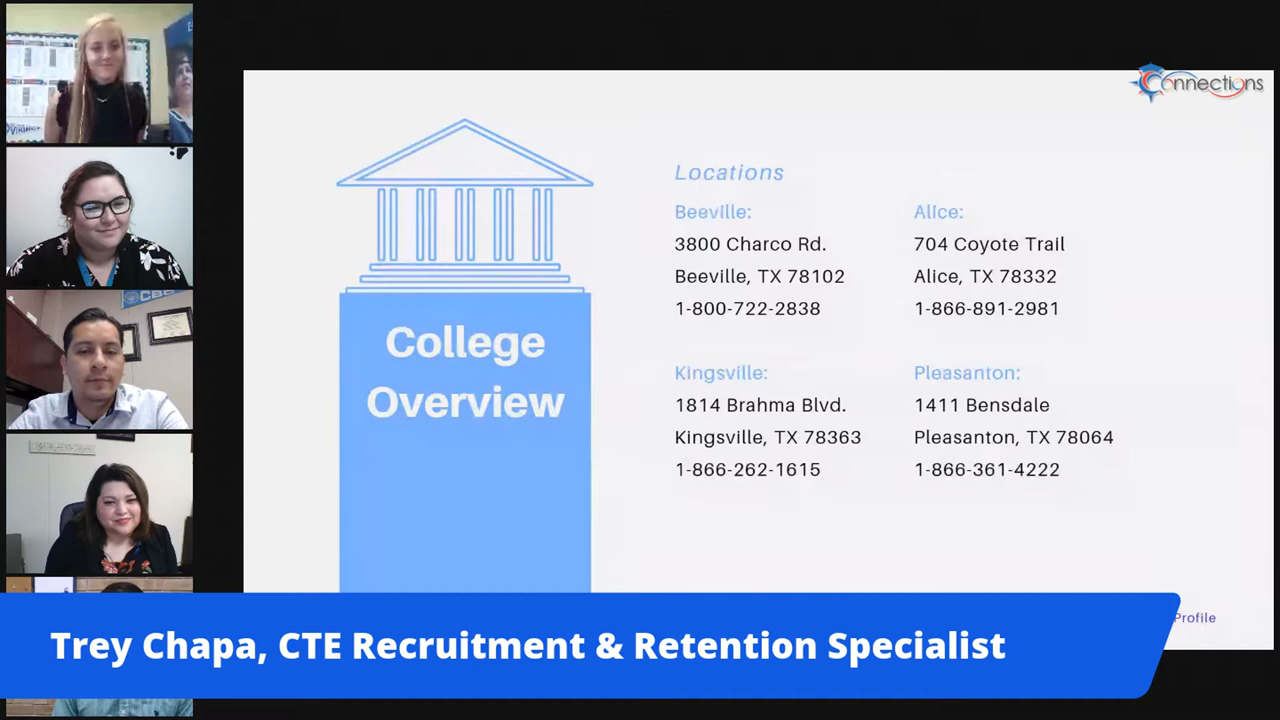 Connections
Locations
Beeville:
3800 Charco Rd.
Beeville, TX 78102
1-800-722-2838
Alice:
704 Coyote Trail
Alice, TX 78332
1-866-891-2981
Kingsville:
1814 Brahma Blvd.
Kingsville, TX 78363
1-866-262-1615
Pleasanton:
1411 Bensdale
Pleasanton, TX 78064
1-866-361-4222
College
Overview
Profile
Trey Chapa, CTE Recruitment & Retention Specialist